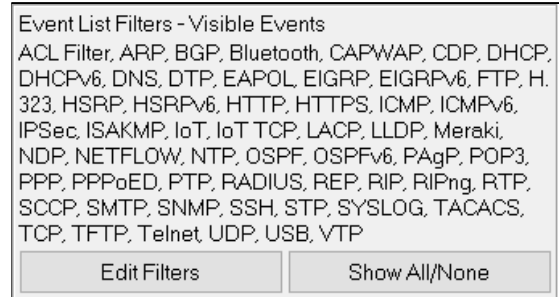 Event List Filters - Visible Events
ACL Filter, ARP, BGP, Bluetooth, CAPWAP, CDP, DHCP,
DHCPv6, DNS, DTP, EAPOL, EIGRP, EIGRPv6, FTP, H.
323, HSRP, HSRPv6, HTTP, HTTPS, ICMP, ICMPv6,
IPSec, ISAKMP, IoT, IoT TCP, LACP, LLDP, Meraki,
NDP, NETFLOW, NTP, OSPF, OSPFv6, PAgP, POP3,
PPP, PPPoED, PTP, RADIUS, REP, RIP, RIPng, RTP,
SCCP, SMTP, SNMP, SSH, STP, SYSLOG, TACACS,
TCP, TFTP, Telnet, UDP, USB, VTP
Edit Filters
Show All/None